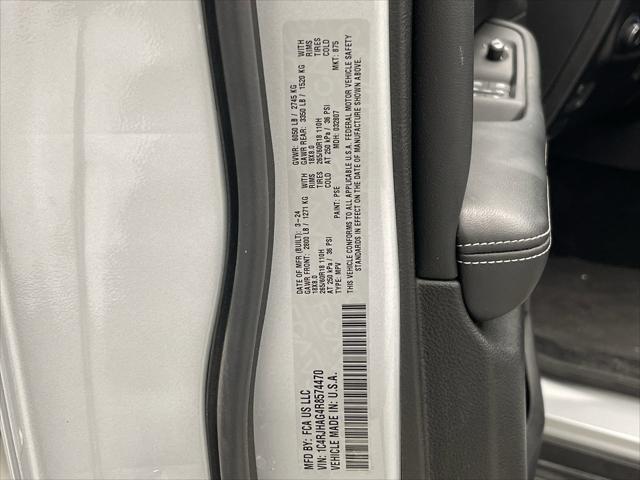 MFD BY: FCA US LLC
VIN: 1C4RJHAG4R8574470
VEHICLE MADE IN: U.S.A.
DATE OF MFR (BUILT): 3-24 GVWR: 6050 LB / 2745 KG
GAWR FRONT: 2800 LB / 1271 KG WITH GAWR REAR: 3350 LB / 1520 KG WITH
18X8.0 RIMS 18X8.0 RIMS
265/60R18 110H TIRES 265/60R18 110H TIRES
AT 250 kPa / 36 PSI COLD AT 250 kPa / 36 PSI COLD
TYPE: MPV PAINT: PSE MDH: 032807 MKT: B75
THIS VEHICLE CONFORMS TO ALL APPLICABLE U.S.A. FEDERAL MOTOR VEHICLE SAFETY
STANDARDS IN EFFECT ON THE DATE OF MANUFACTURE SHOWN ABOVE.